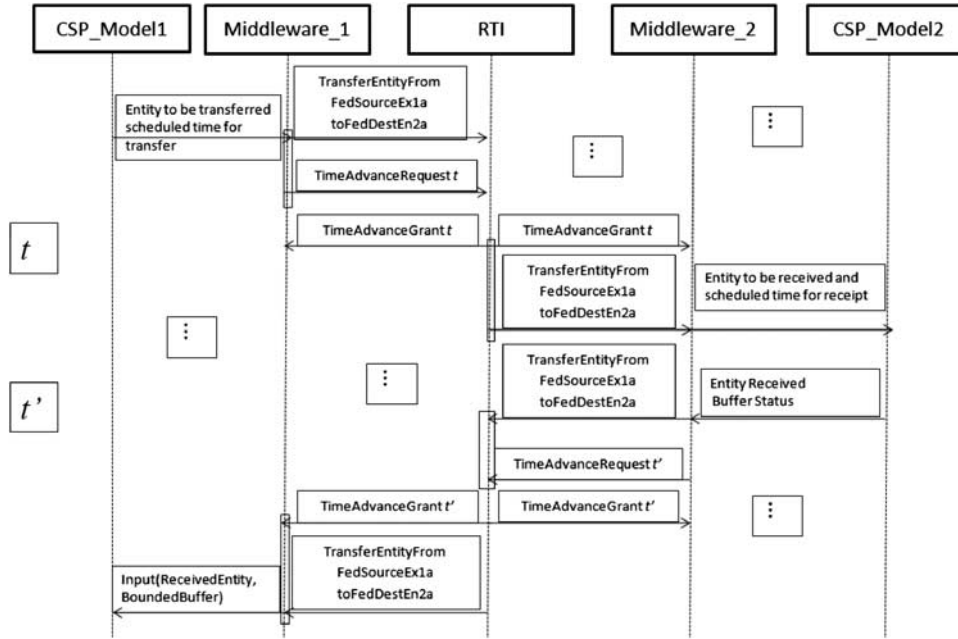 CSP_Model1
Middleware_1
RTI
Middleware_2
CSP_Model2
Entity to be transferred
scheduled time for
transfer
TransferEntityFrom
FedSourceEx1a
toFedDestEn2a
TimeAdvanceRequest t
t
TimeAdvanceGrant t
TimeAdvanceGrant t
TransferEntityFrom
FedSourceEx1a
toFedDestEn2a
Entity to be received and
scheduled time for receipt
t'
TransferEntityFrom
FedSourceEx1a
toFedDestEn2a
Entity Received
Buffer Status
TimeAdvanceRequest t'
TimeAdvanceGrant t'
TimeAdvanceGrant t'
Input(ReceivedEntity,
BoundedBuffer)
TransferEntityFrom
FedSourceEx1a
toFedDestEn2a